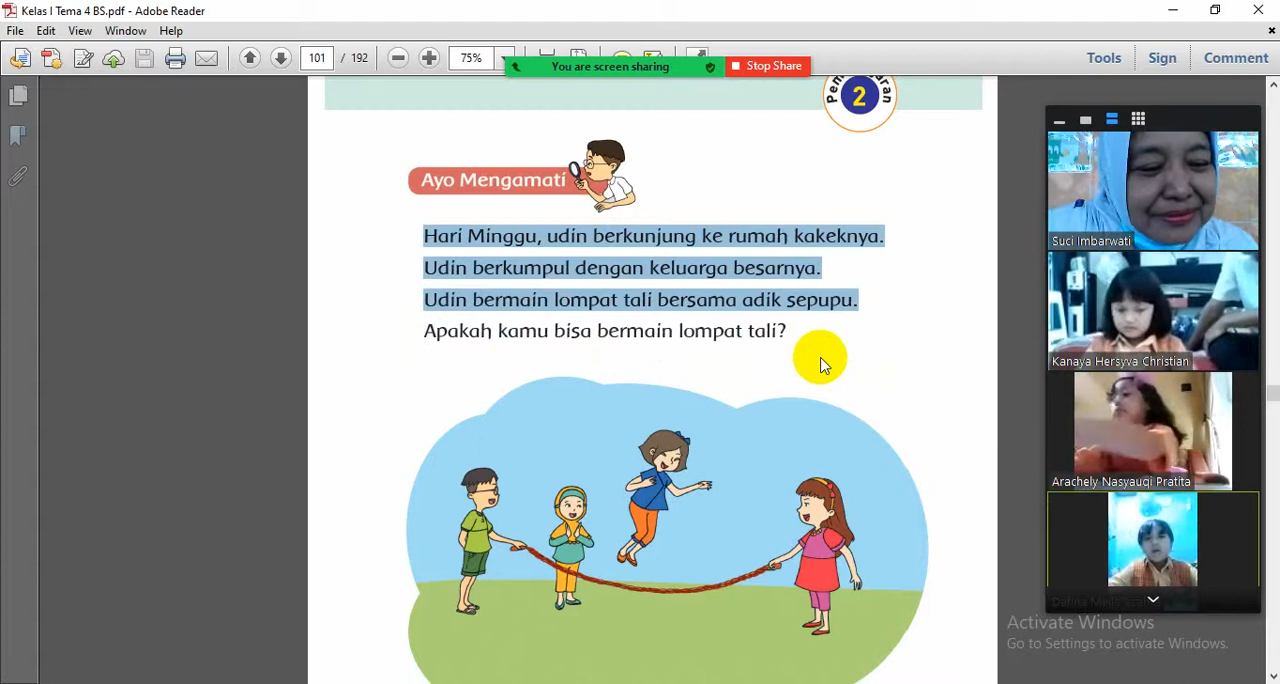 Kelas I Tema 4 BS.pdf - Adobe Reader
File Edit View Window Help
101 / 192 75% Tools Sign Comment
You are screen sharing Stop Share
2
Ayo Mengamati
Hari Minggu, udin berkunjung ke rumah kakeknya.
Udin berkumpul dengan keluarga besarnya.
Udin bermain lompat tali bersama adik sepupu.
Apakah kamu bisa bermain lompat tali?
Suci Imbarwati
Kanaya Hersyva Christian
Arachely Nasyauqi Pratita
Activate Windows
Go to Settings to activate Windows.